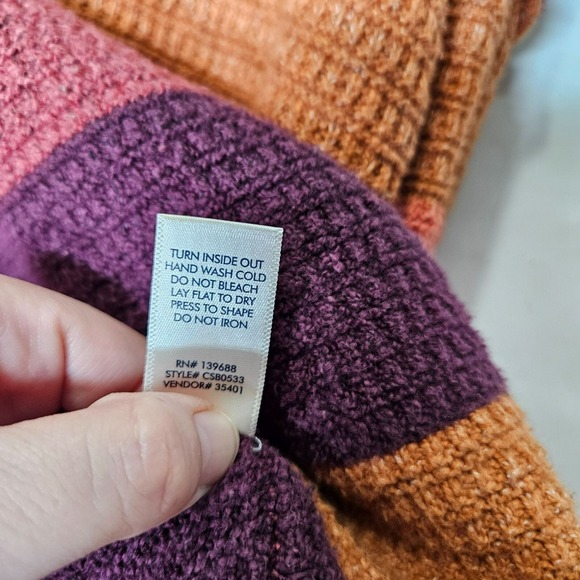 TURN INSIDE OUT
HAND WASH COLD
DO NOT BLEACH
LAY FLAT TO DRY
PRESS TO SHAPE
DO NOT IRON
RN# 139688
STYLE# CSB0533
VENDOR# 35401